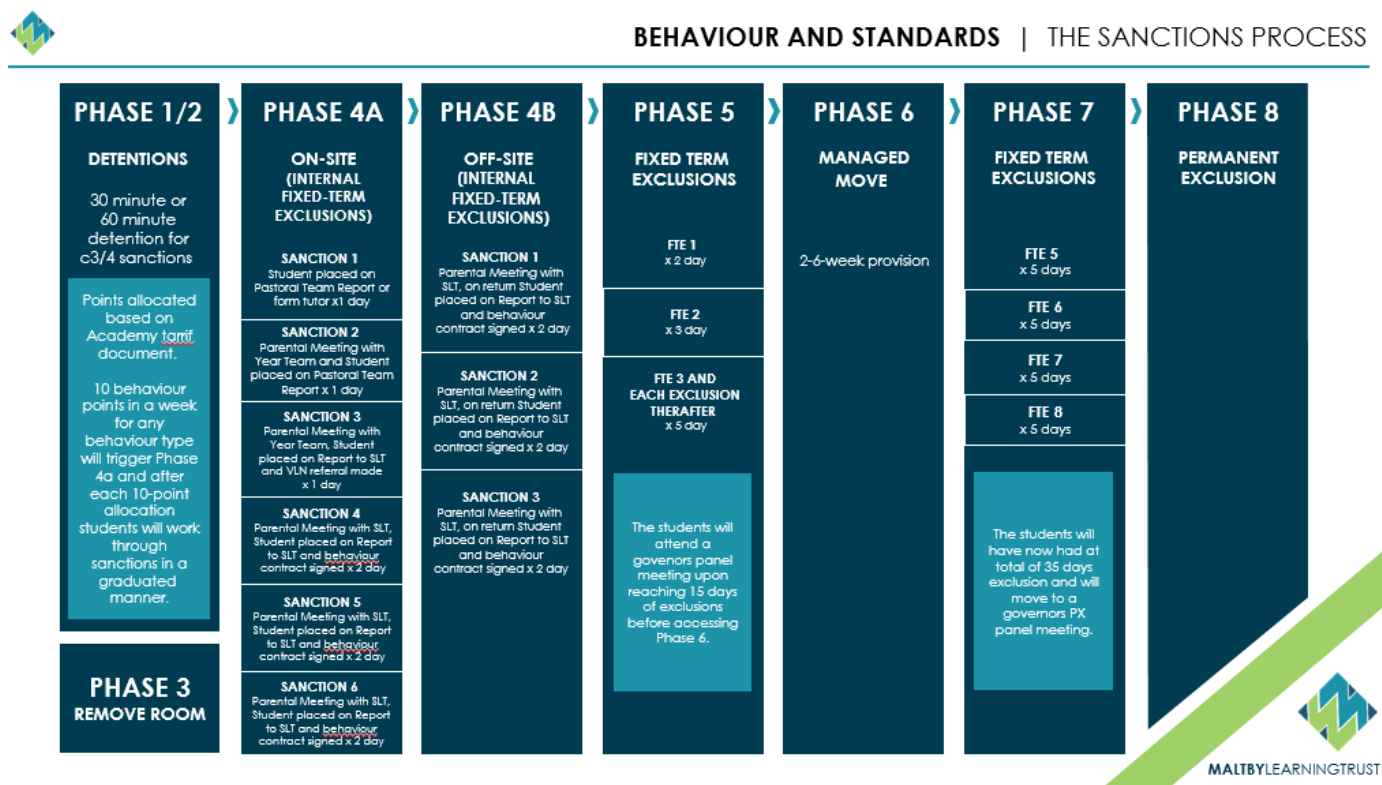 BEHAVIOUR AND STANDARDS | THE SANCTIONS PROCESS
PHASE 1/2
DETENTIONS
30 minute or
60 minute
detention for
c3/4 sanctions
Points allocated
based on
Academy tarrif
document.
10 behaviour
points in a week
for any
behaviour type
will trigger Phase
4a and after
each 10-point
allocation
students will work
through
sanctions in a
graduated
manner.
PHASE 3
REMOVE ROOM
PHASE 4A
ON-SITE
(INTERNAL
FIXED-TERM
EXCLUSIONS)
SANCTION 1
Student placed on
Pastoral Team Report or
form tutor x1 day
SANCTION 2
Parental Meeting with
Year Team and Student
placed on Pastoral Team
Report x 1 day
SANCTION 3
Parental Meeting with
Year Team, Student
placed on Report to SLT
and VLN referral made
x 1 day
SANCTION 4
Parental Meeting with SLT,
Student placed on Report
to SLT and behaviour
contract signed x 2 day
SANCTION 5
Parental Meeting with SLT,
Student placed on Report
to SLT and behaviour
contract signed x 2 day
SANCTION 6
Parental Meeting with SLT,
Student placed on Report
to SLT and behaviour
contract signed x 2 day
PHASE 4B
OFF-SITE
(INTERNAL
FIXED-TERM
EXCLUSIONS)
SANCTION 1
Parental Meeting with
SLT, on return Student
placed on Report to SLT
and behaviour
contract signed x 2 day
SANCTION 2
Parental Meeting with
SLT, on return Student
placed on Report to SLT
and behaviour
contract signed x 2 day
SANCTION 3
Parental Meeting with
SLT, on return Student
placed on Report to SLT
and behaviour
contract signed x 2 day
PHASE 5
FIXED TERM
EXCLUSIONS
FTE 1
x 2 day
FTE 2
x 3 day
FTE 3 AND
EACH EXCLUSION
THERAFTER
x 5 day
The students will
attend a
govenors panel
meeting upon
reaching 15 days
of exclusions
before accessing
Phase 6.
PHASE 6
MANAGED
MOVE
2-6-week provision
PHASE 7
FIXED TERM
EXCLUSIONS
FTE 5
x 5 days
FTE 6
x 5 days
FTE 7
x 5 days
FTE 8
x 5 days
The students will
have now had at
total of 35 days
exclusion and will
move to a
governors PX
panel meeting.
PHASE 8
PERMANENT
EXCLUSION
MALTBYLEARNINGTRUST